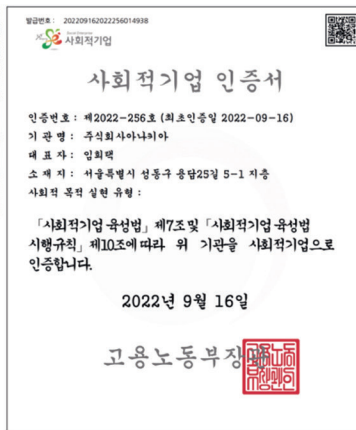 발급번호 : 20220916202225601493B
사회적기업
사회적기업 인증서
인증번호 : 제2022-256호 (최초인증일 2022-09-16)
기 관 명 : 주식회사아나키아
대 표 자 : 임희택
소 재 지 : 서울특별시 성동구 용답25길 5-1 지층
사회적 목적 실현 유형 :
「사회적기업 육성법」제7조 및 「사회적기업 육성법
시행규칙」제10조에 따라 위 기관을 사회적기업으로
인증합니다.
2022년 9월 16일
고용노동부장관